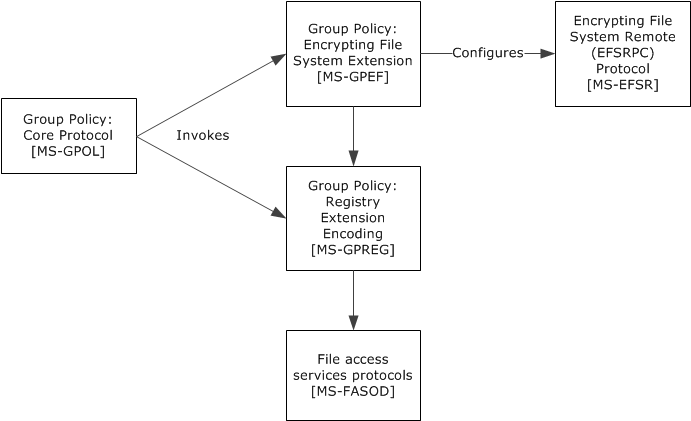 Group Policy:
Encrypting File
System Extension
[MS-GPEF]
Configures
Encrypting File
System Remote
(EFSRPC)
Protocol
[MS-EFSR]
Group Policy:
Core Protocol
[MS-GPOL]
Invokes
Group Policy:
Registry
Extension
Encoding
[MS-GPREG]
File access
services protocols
[MS-FASOD]